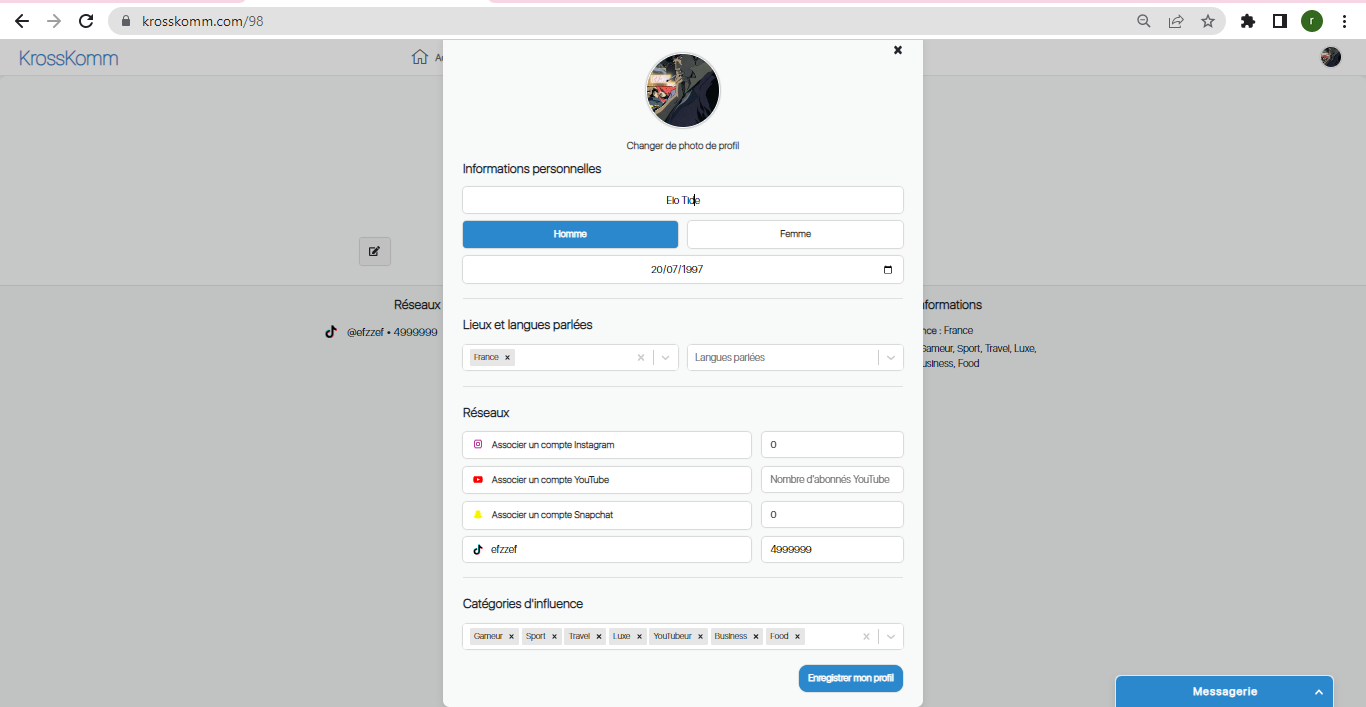 krosskomm.com/98
r
KrossKomm
Changer de photo de profil
Informations personnelles
Elo Tide
Homme
Femme
20/07/1997
Réseaux
@efzzef • 4999999
nformations
nce : France
Gameur, Sport, Travel, Luxe,
usiness, Food
Lieux et langues parlées
France
Langues parlées
Réseaux
Associer un compte Instagram
0
Associer un compte YouTube
Nombre d'abonnés YouTube
Associer un compte Snapchat
0
efzzef
4999999
Catégories d'influence
Gameur Sport Travel Luxe YouTubeur Business Food
Enregistrer mon profil
Messagerie